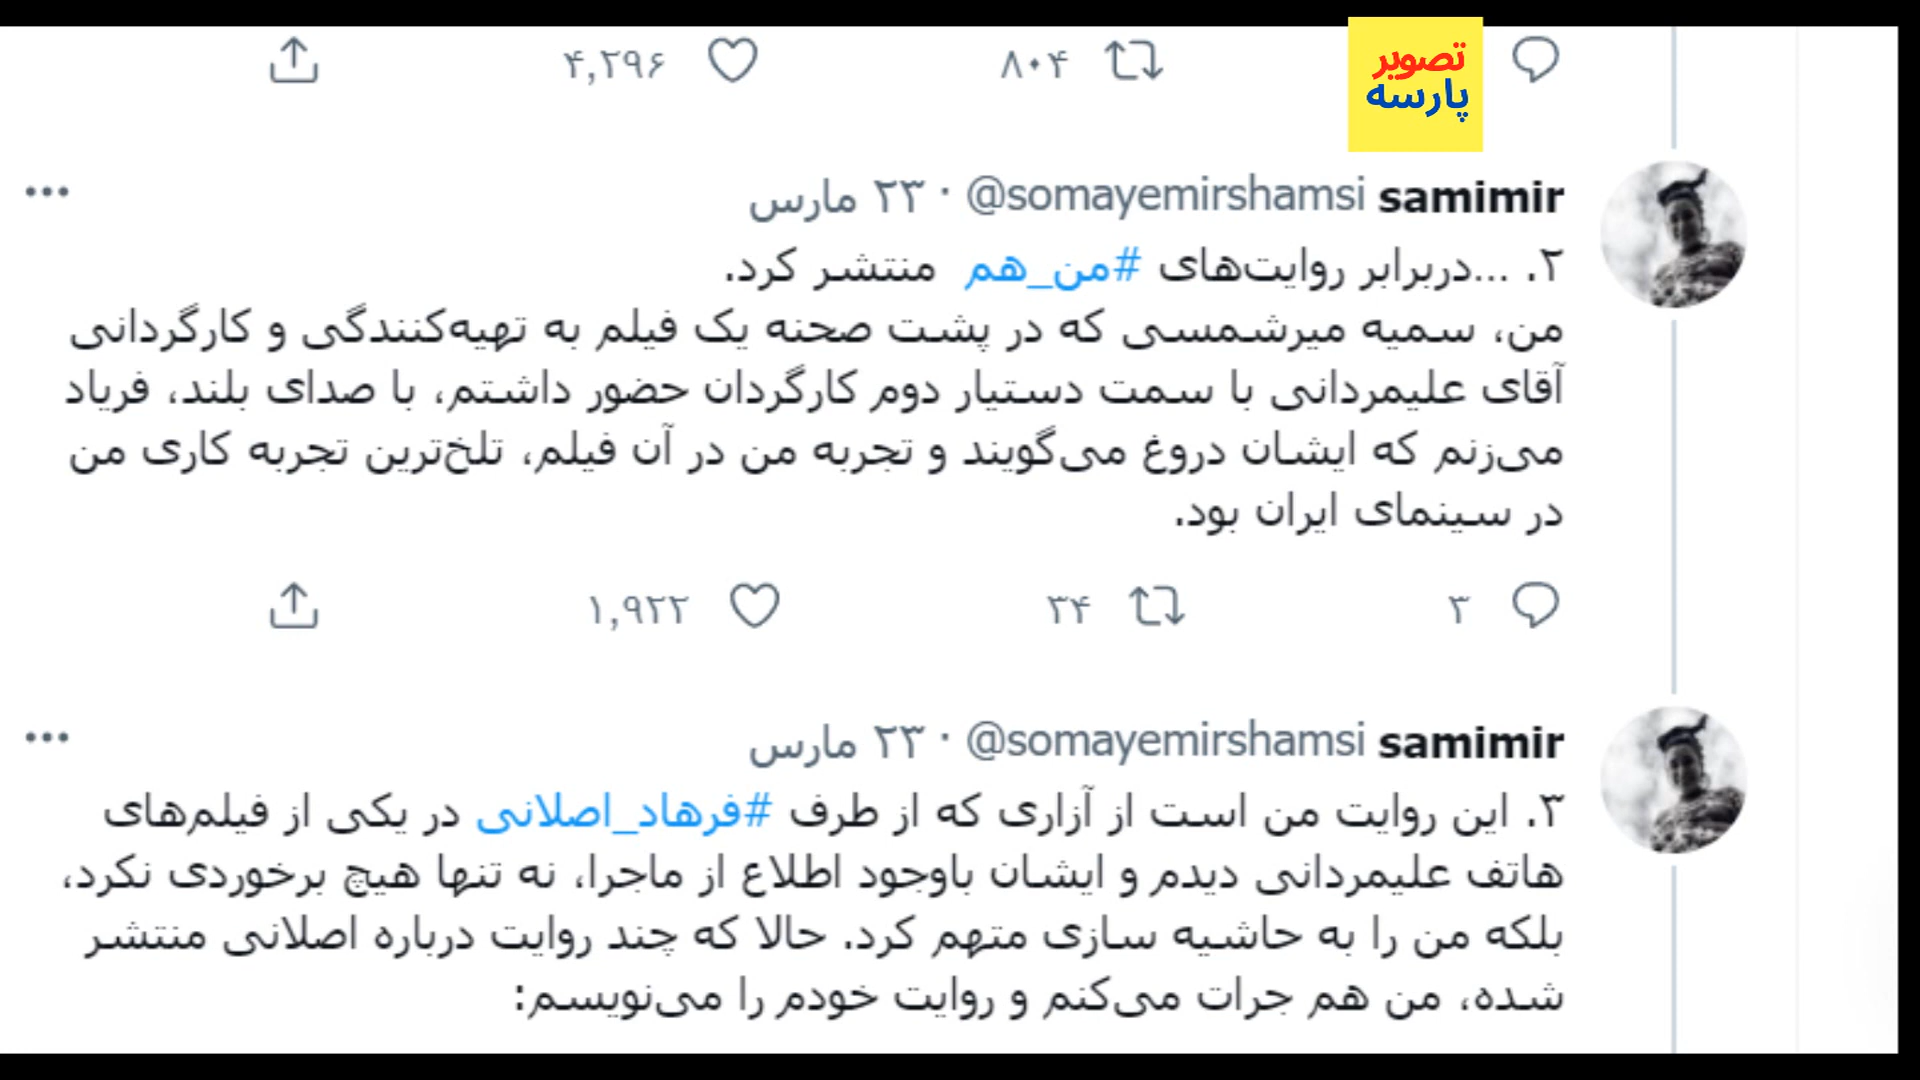 ۴,۲۹۶ ۸۰۴
تصویر
پارسه
samimir @somayemirshamsi · ۲۳ مارس
۲. ...دربرابر روایت‌های #من_هم منتشر کرد.
من، سمیه میرشمسی که در پشت صحنه یک فیلم به تهیه‌کنندگی و کارگردانی
آقای علیمردانی با سمت دستیار دوم کارگردان حضور داشتم، با صدای بلند، فریاد
می‌زنم که ایشان دروغ می‌گویند و تجربه من در آن فیلم، تلخ‌ترین تجربه کاری من
در سینمای ایران بود.
۳ ۳۴ ۱,۹۲۲
samimir @somayemirshamsi · ۲۳ مارس
۳. این روایت من است از آزاری که از طرف #فرهاد_اصلانی در یکی از فیلم‌های
هاتف علیمردانی دیدم و ایشان باوجود اطلاع از ماجرا، نه تنها هیچ برخوردی نکرد،
بلکه من را به حاشیه سازی متهم کرد. حالا که چند روایت درباره اصلانی منتشر
شده، من هم جرات می‌کنم و روایت خودم را می‌نویسم: